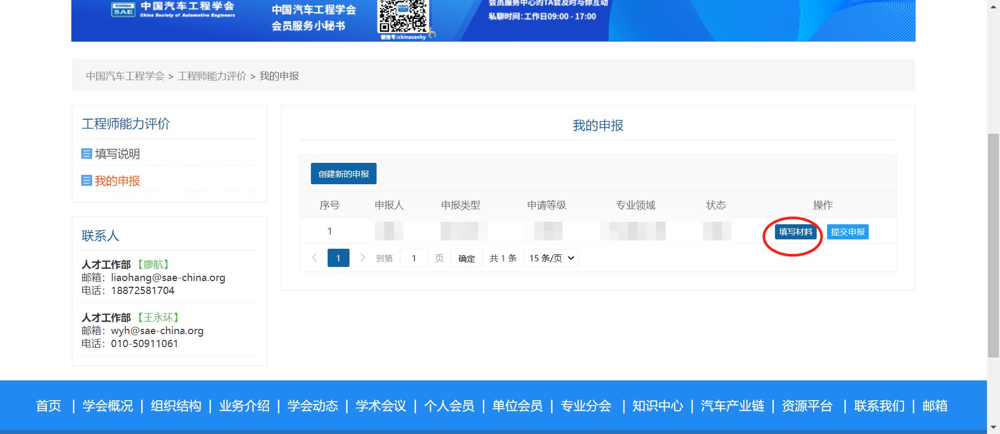 CHINA
SAE
中国汽车工程学会
China Society of Automotive Engineers
中国汽车工程学会
会员服务小秘书
微信号:chinasaehy
会员服务中心的TA会及时与你互动
私聊时间:工作日09:00 - 17:00
中国汽车工程学会 > 工程师能力评价 > 我的申报
工程师能力评价
填写说明
我的申报
联系人
人才工作部【廖航】
邮箱：liaohang@sae-china.org
电话：18872581704
人才工作部【王永环】
邮箱：wyh@sae-china.org
电话：010-50911061
我的申报
创建新的申报
序号 申报人 申报类型 申请等级 专业领域 状态 操作
1 填写材料 提交申报
1 到第 1 页 确定 共 1 条 15 条/页
首页 | 学会概况 | 组织结构 | 业务介绍 | 学会动态 | 学术会议 | 个人会员 | 单位会员 | 专业分会 | 知识中心 | 汽车产业链 | 资源平台 | 联系我们 | 邮箱